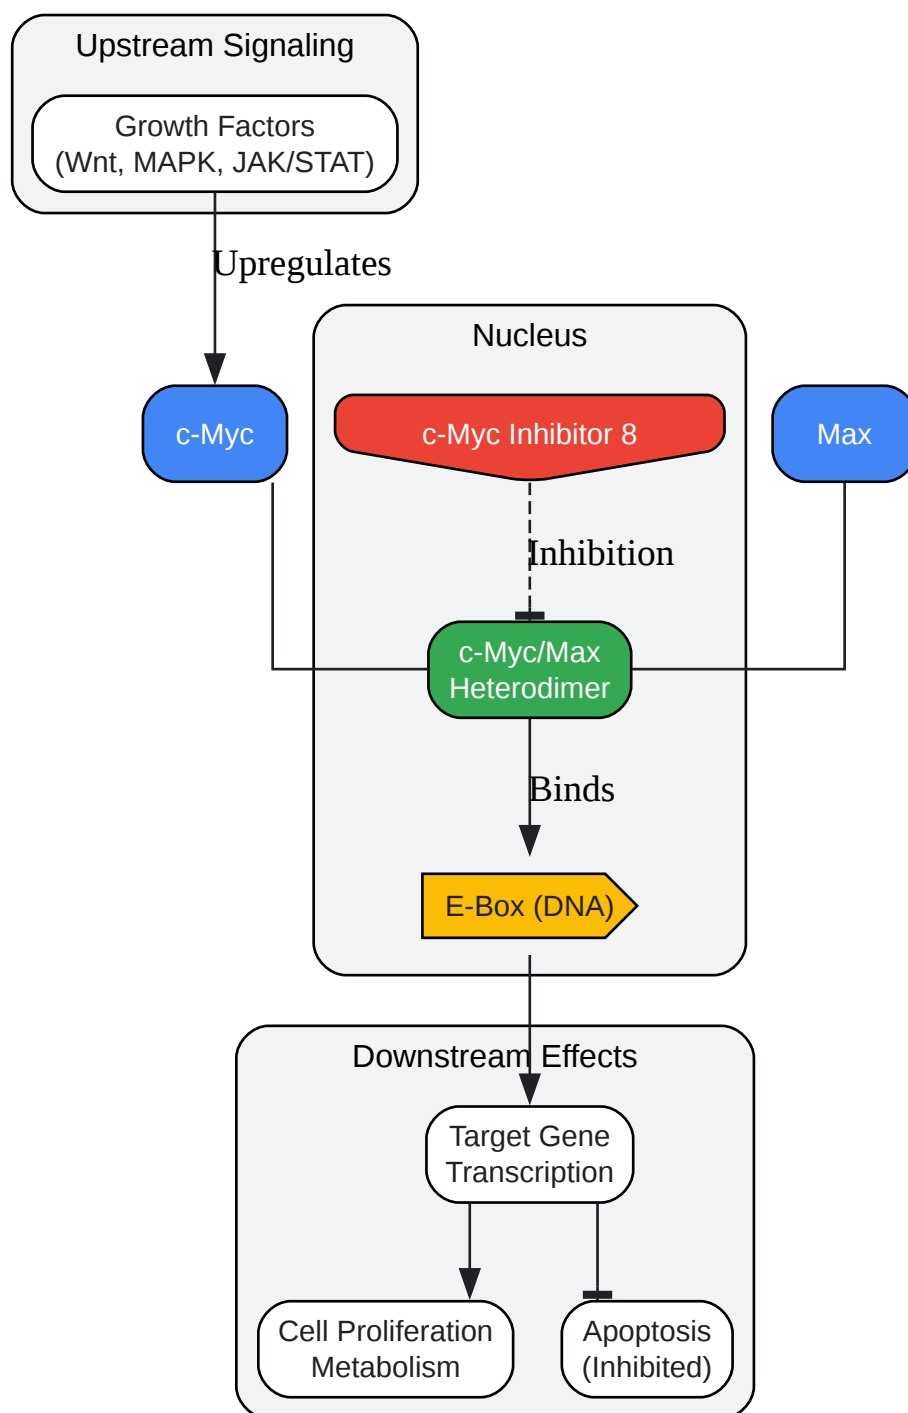 Upstream Signaling
Growth Factors
(Wnt, MAPK, JAK/STAT)
Upregulates
Nucleus
c-Myc
c-Myc Inhibitor 8
Max
Inhibition
c-Myc/Max
Heterodimer
Binds
E-Box (DNA)
Downstream Effects
Target Gene
Transcription
Cell Proliferation
Metabolism
Apoptosis
(Inhibited)